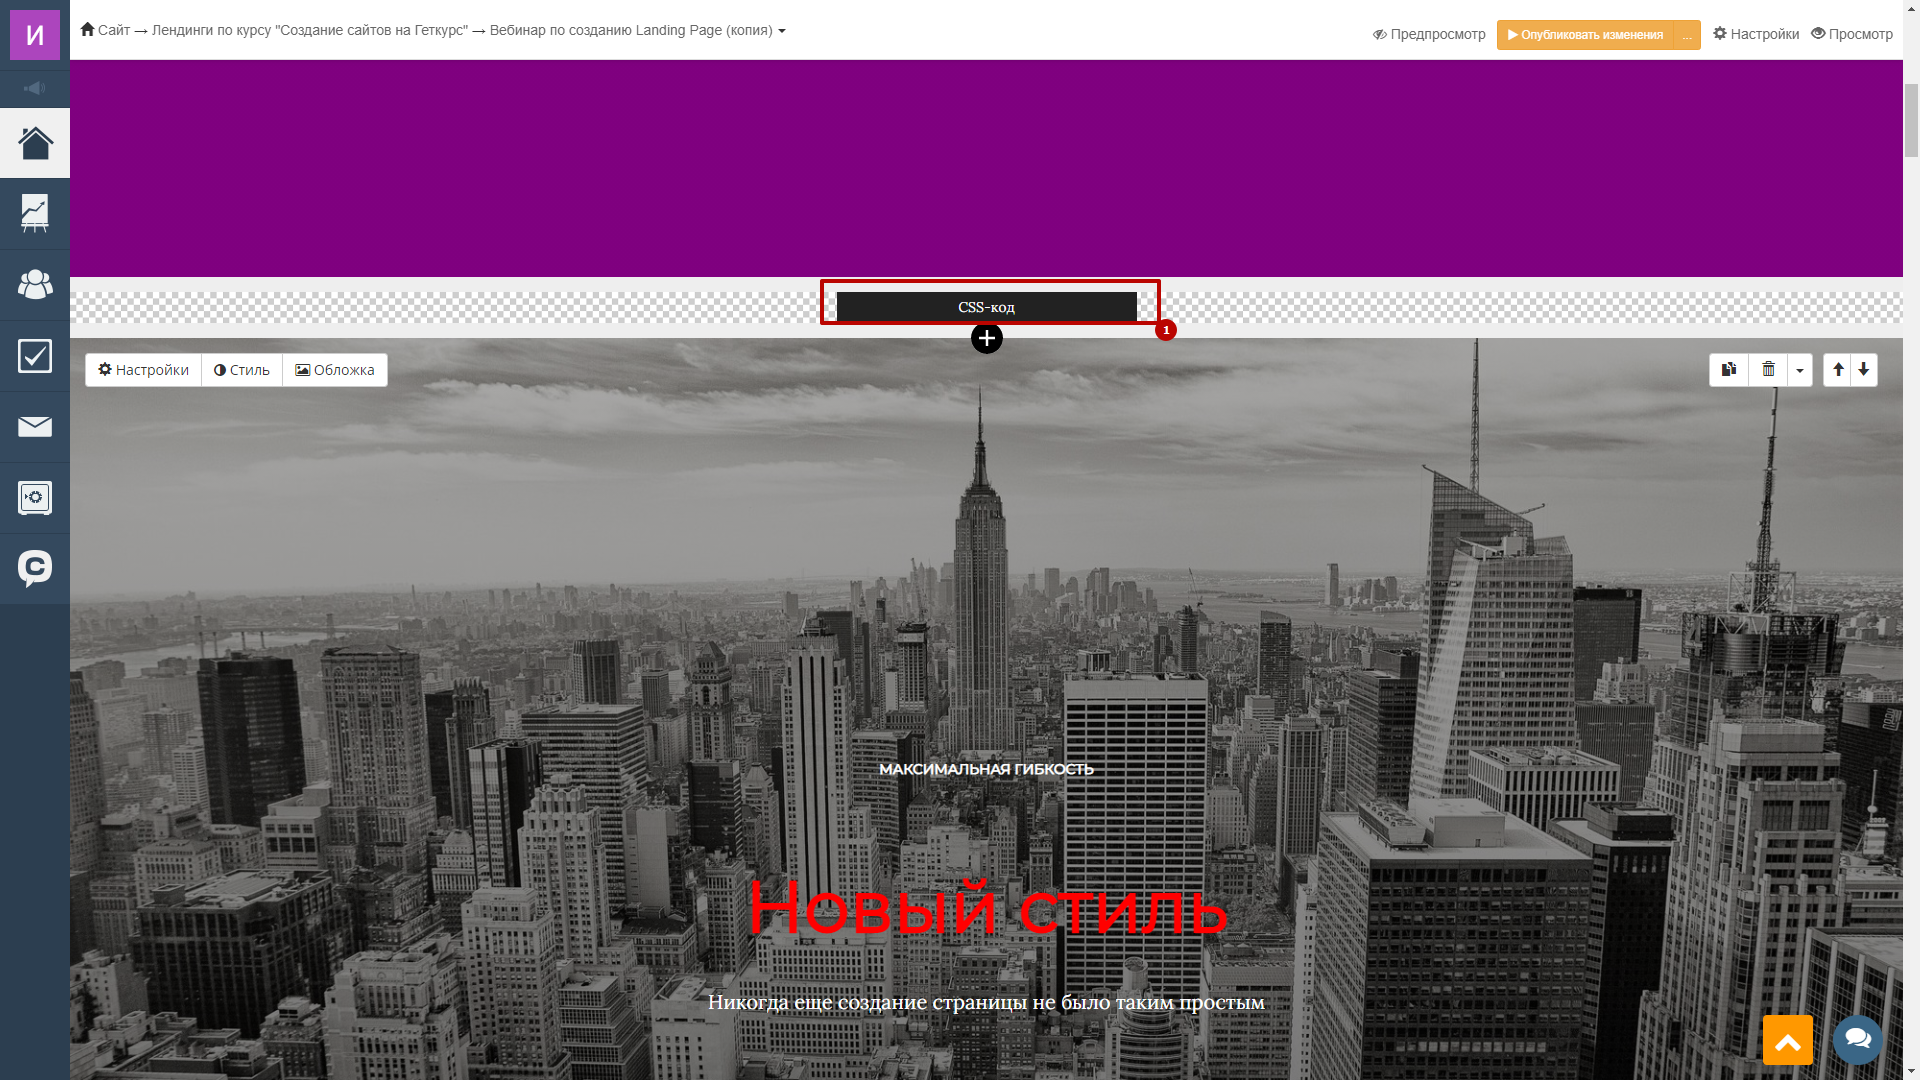 И
Сайт → Лендинги по курсу "Создание сайтов на Геткурс" → Вебинар по созданию Landing Page (копия)
Предпросмотр
Опубликовать изменения
...
Настройки
Просмотр
CSS-код
1
Настройки
Стиль
Обложка
МАКСИМАЛЬНАЯ ГИБКОСТЬ
Новый стиль
Никогда еще создание страницы не было таким простым